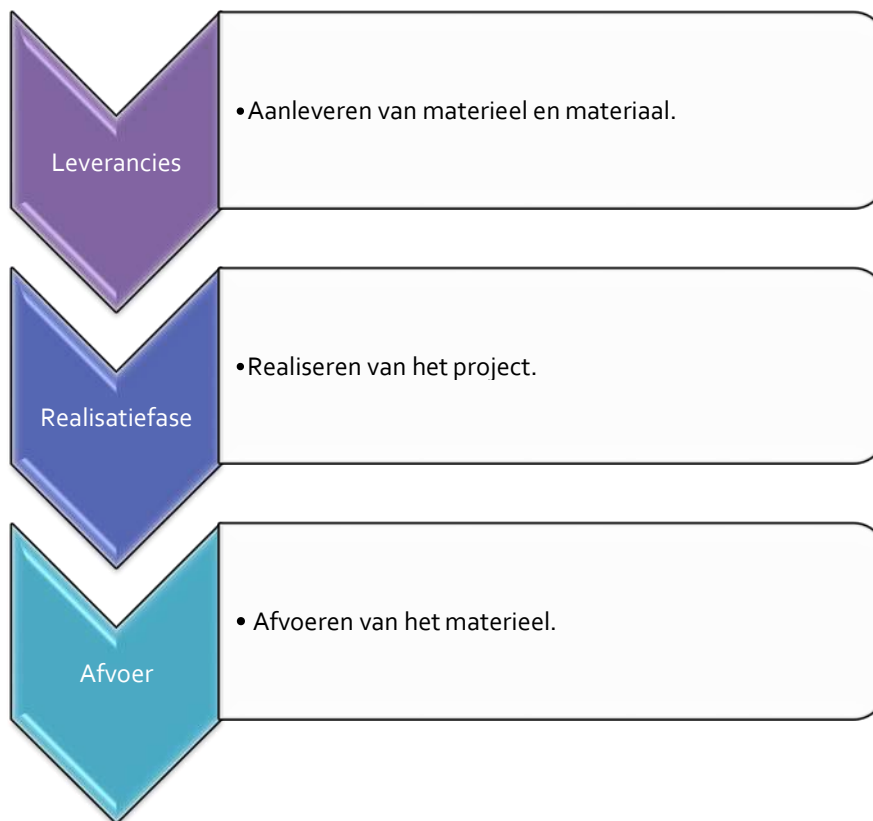 Leverancies
•Aanleveren van materieel en materiaal.
Realisatiefase
•Realiseren van het project.
Afvoer
• Afvoeren van het materieel.